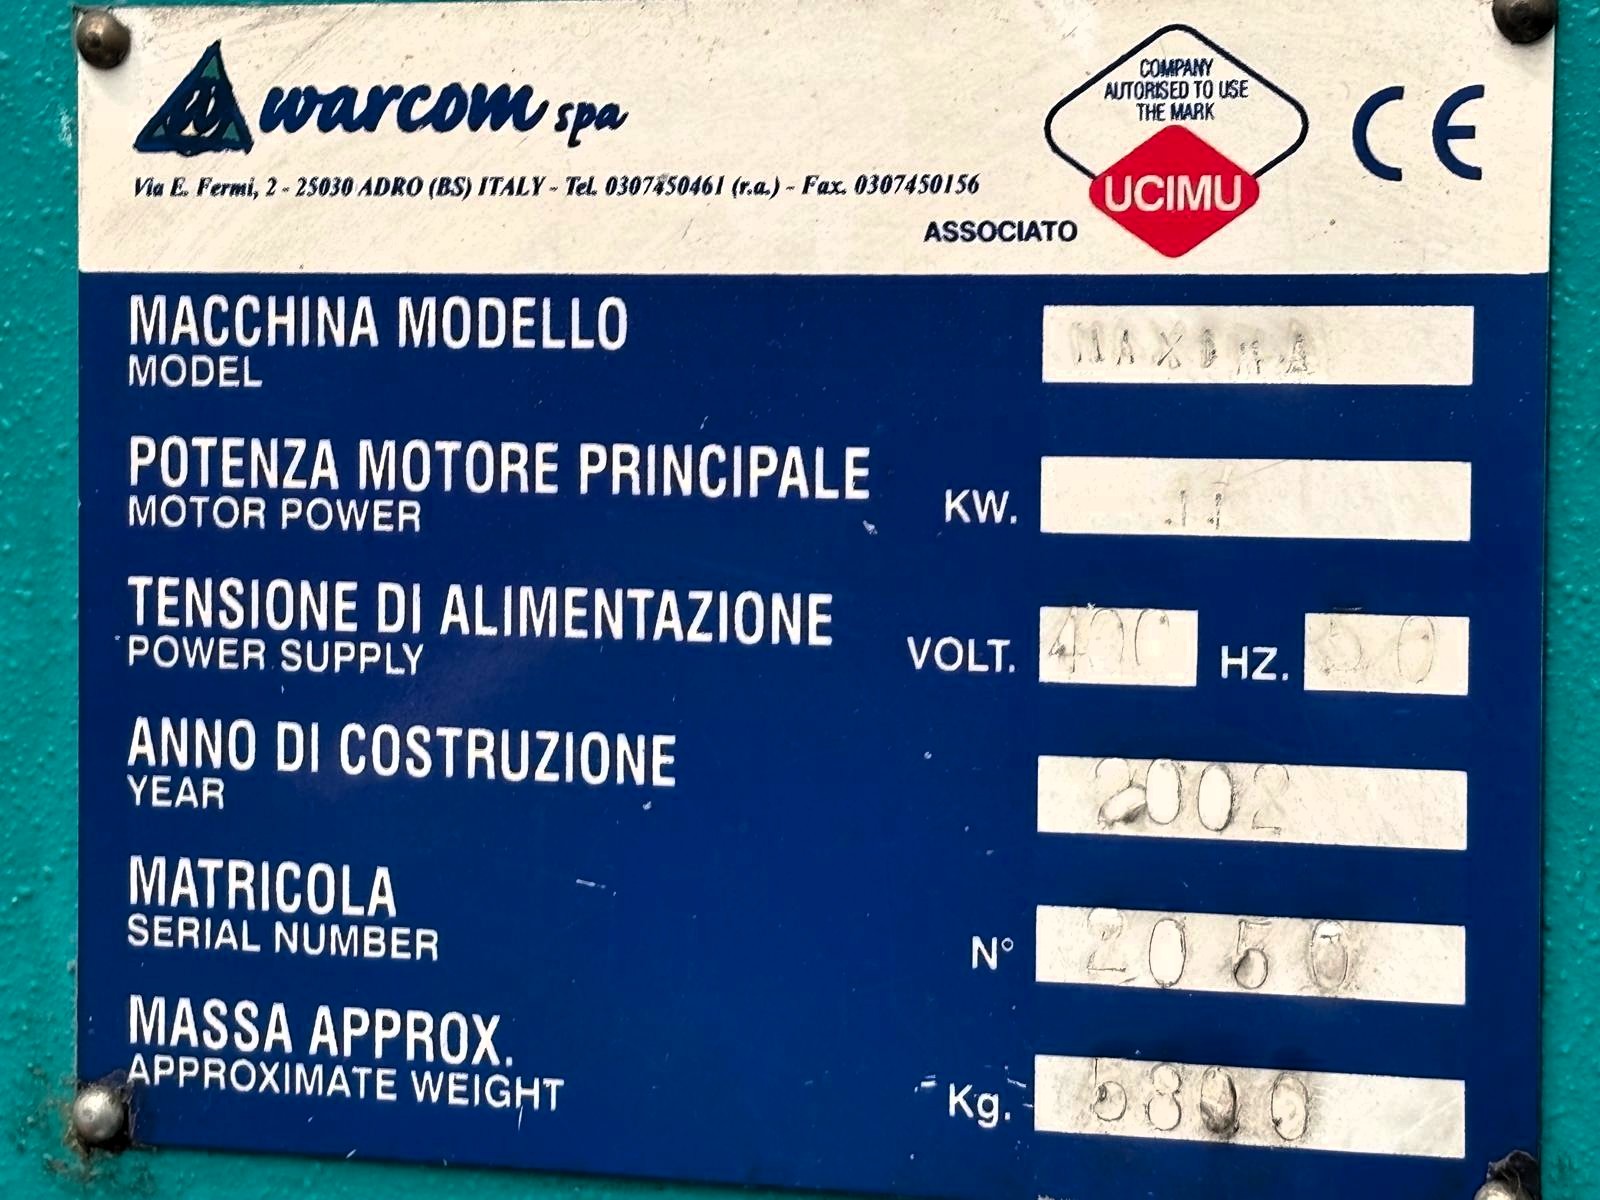 warcom spa
Via E. Fermi, 2 - 25030 ADRO (BS) ITALY - Tel. 0307450461 (r.a.) - Fax. 0307450156
COMPANY
AUTORISED TO USE
THE MARK
UCIMU
ASSOCIATO
CE
MACCHINA MODELLO
MODEL
MAXIMA
POTENZA MOTORE PRINCIPALE
MOTOR POWER
KW. 11
TENSIONE DI ALIMENTAZIONE
POWER SUPPLY
VOLT. 400 HZ. 50
ANNO DI COSTRUZIONE
YEAR
2002
MATRICOLA
SERIAL NUMBER
N° 2050
MASSA APPROX.
APPROXIMATE WEIGHT
Kg. 5800